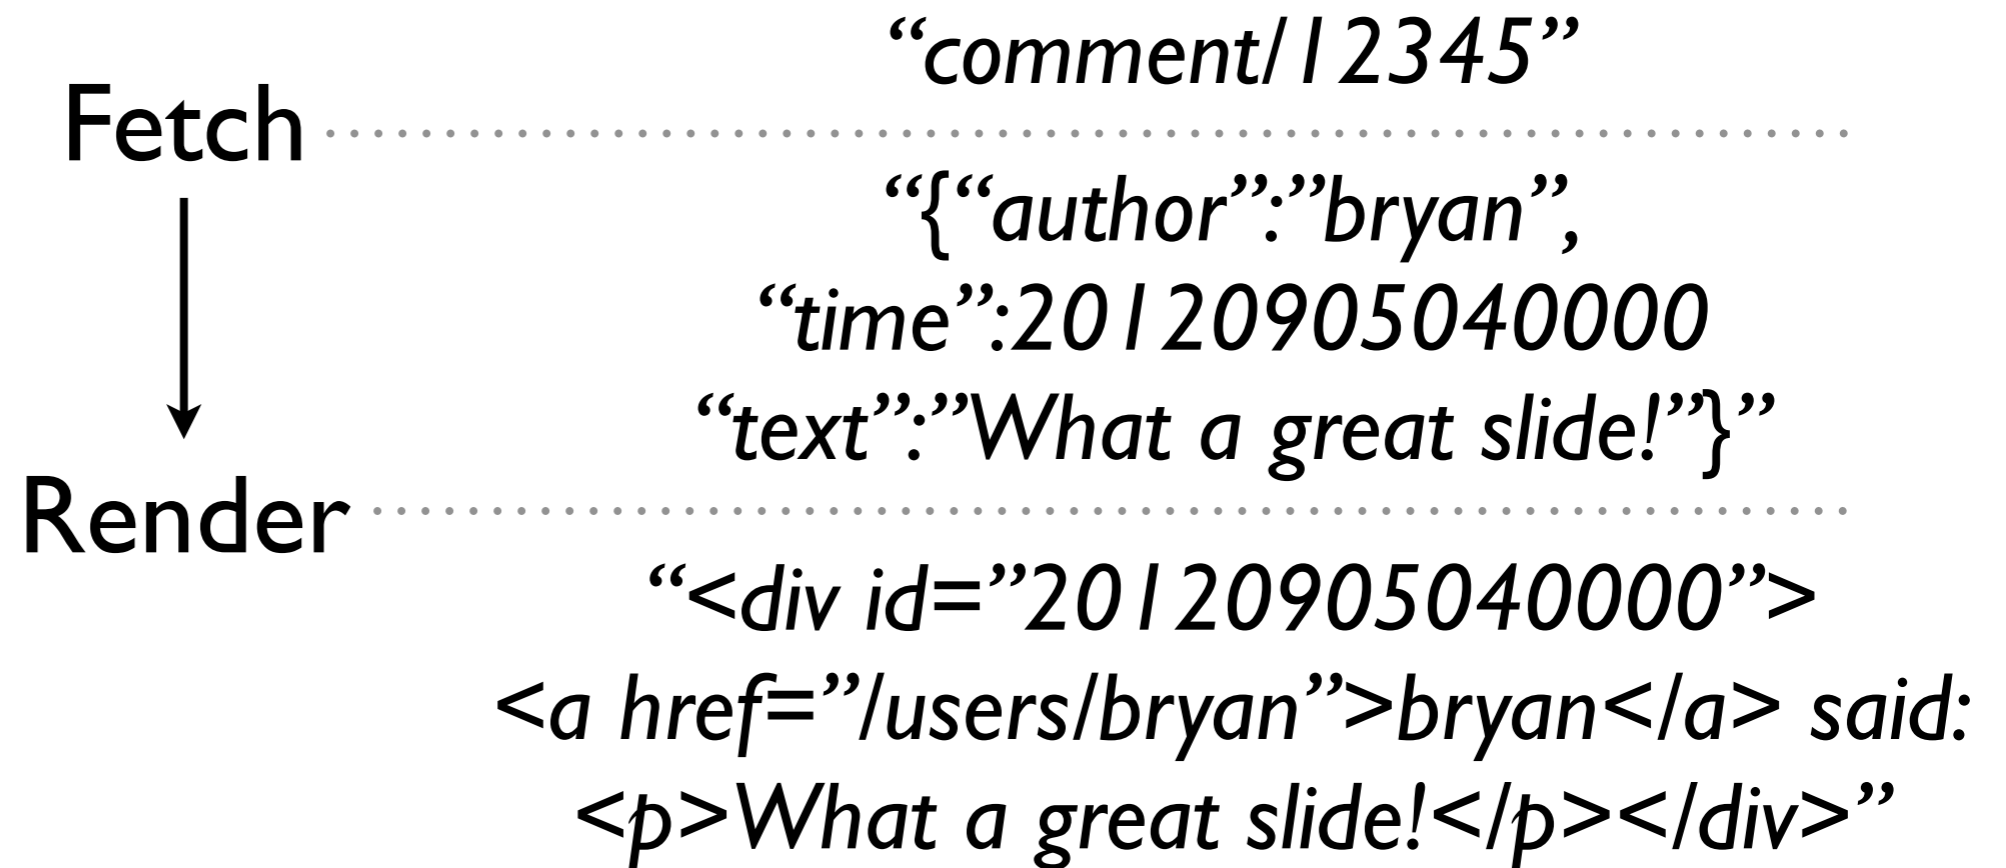 “comment/12345”
Fetch
“{“author”:”bryan”,
“time”:20120905040000
“text”:”What a great slide!”}”
Render
“<div id=”20120905040000”>
<a href=”/users/bryan”>bryan</a> said:
<p>What a great slide!</p></div>”